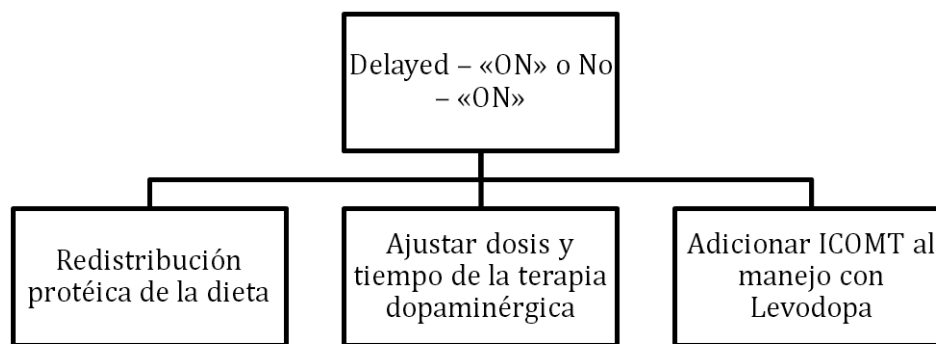 Delayed – «ON» o No
– «ON»
Redistribución
protéica de la dieta
Ajustar dosis y
tiempo de la terapia
dopaminérgica
Adicionar ICOMT al
manejo con
Levodopa